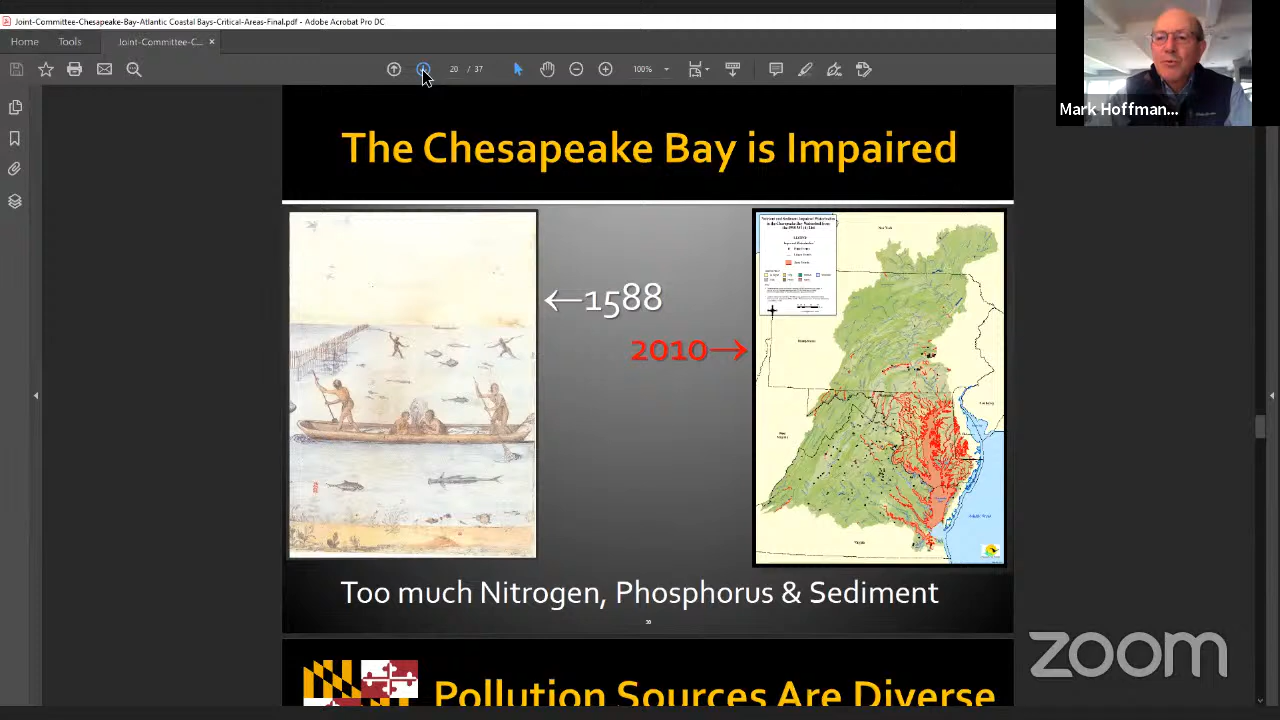 Joint-Committee-Chesapeake-Bay-Atlantic Coastal Bays-Critical-Areas-Final.pdf - Adobe Acrobat Pro DC
Home Tools Joint-Committee-C... ×
20 / 37 100%
Mark Hoffman...
The Chesapeake Bay is Impaired
←1588
2010→
Too much Nitrogen, Phosphorus & Sediment
zoom
Pollution Sources Are Diverse